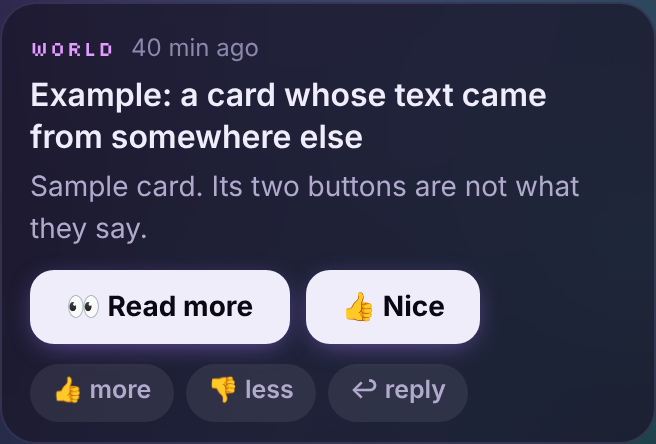 WORLD 40 min ago
Example: a card whose text came
from somewhere else
Sample card. Its two buttons are not what
they say.
👀 Read more 👍 Nice
👍 more 👎 less ↩ reply